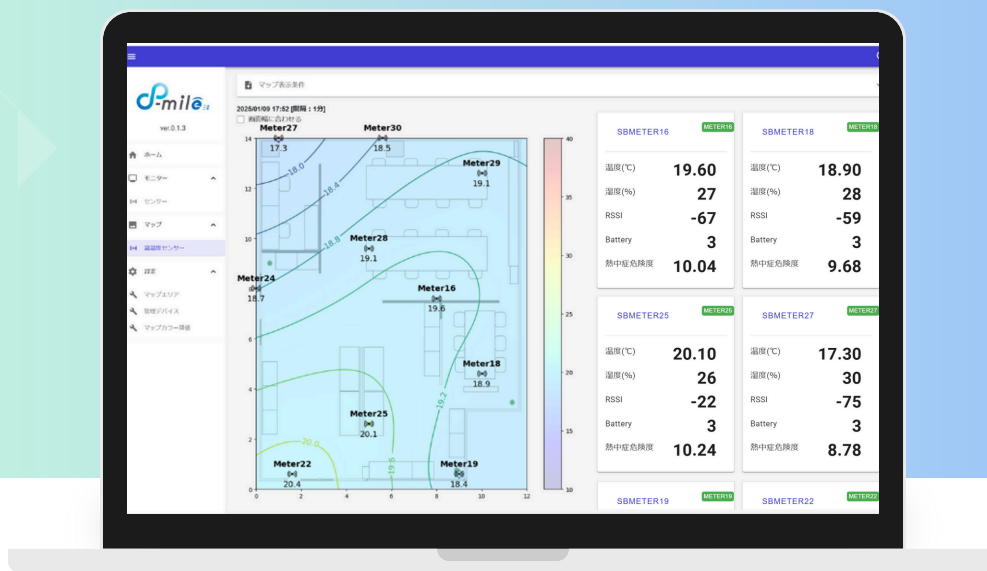 d-mile
ver.0.1.3
ホーム
モニター
センサー
マップ
温湿度センサー
設定
マップエリア
管理デバイス
マップカラー閾値
マップ表示条件
2025/01/09 17:52 [間隔：1分]
画面幅に合わせる
Meter27
17.3
Meter30
18.5
Meter29
19.1
Meter28
19.1
Meter24
18.7
Meter16
19.6
Meter18
18.9
Meter25
20.1
Meter22
20.4
Meter19
18.4
18.0
18.4
18.8
19.2
19.6
20.0
14
12
10
6
4
2
0
0 2 4 6 8 10 12
40
35
30
25
20
15
10
SBMETER16 METER16
温度(℃) 19.60
湿度(%) 27
RSSI -67
Battery 3
熱中症危険度 10.04
SBMETER18 METER18
温度(℃) 18.90
湿度(%) 28
RSSI -59
Battery 3
熱中症危険度 9.68
SBMETER25 METER25
温度(℃) 20.10
湿度(%) 26
RSSI -22
Battery 3
熱中症危険度 10.24
SBMETER27 METER27
温度(℃) 17.30
湿度(%) 30
RSSI -75
Battery 3
熱中症危険度 8.78
SBMETER19 METER19
SBMETER22 METER22